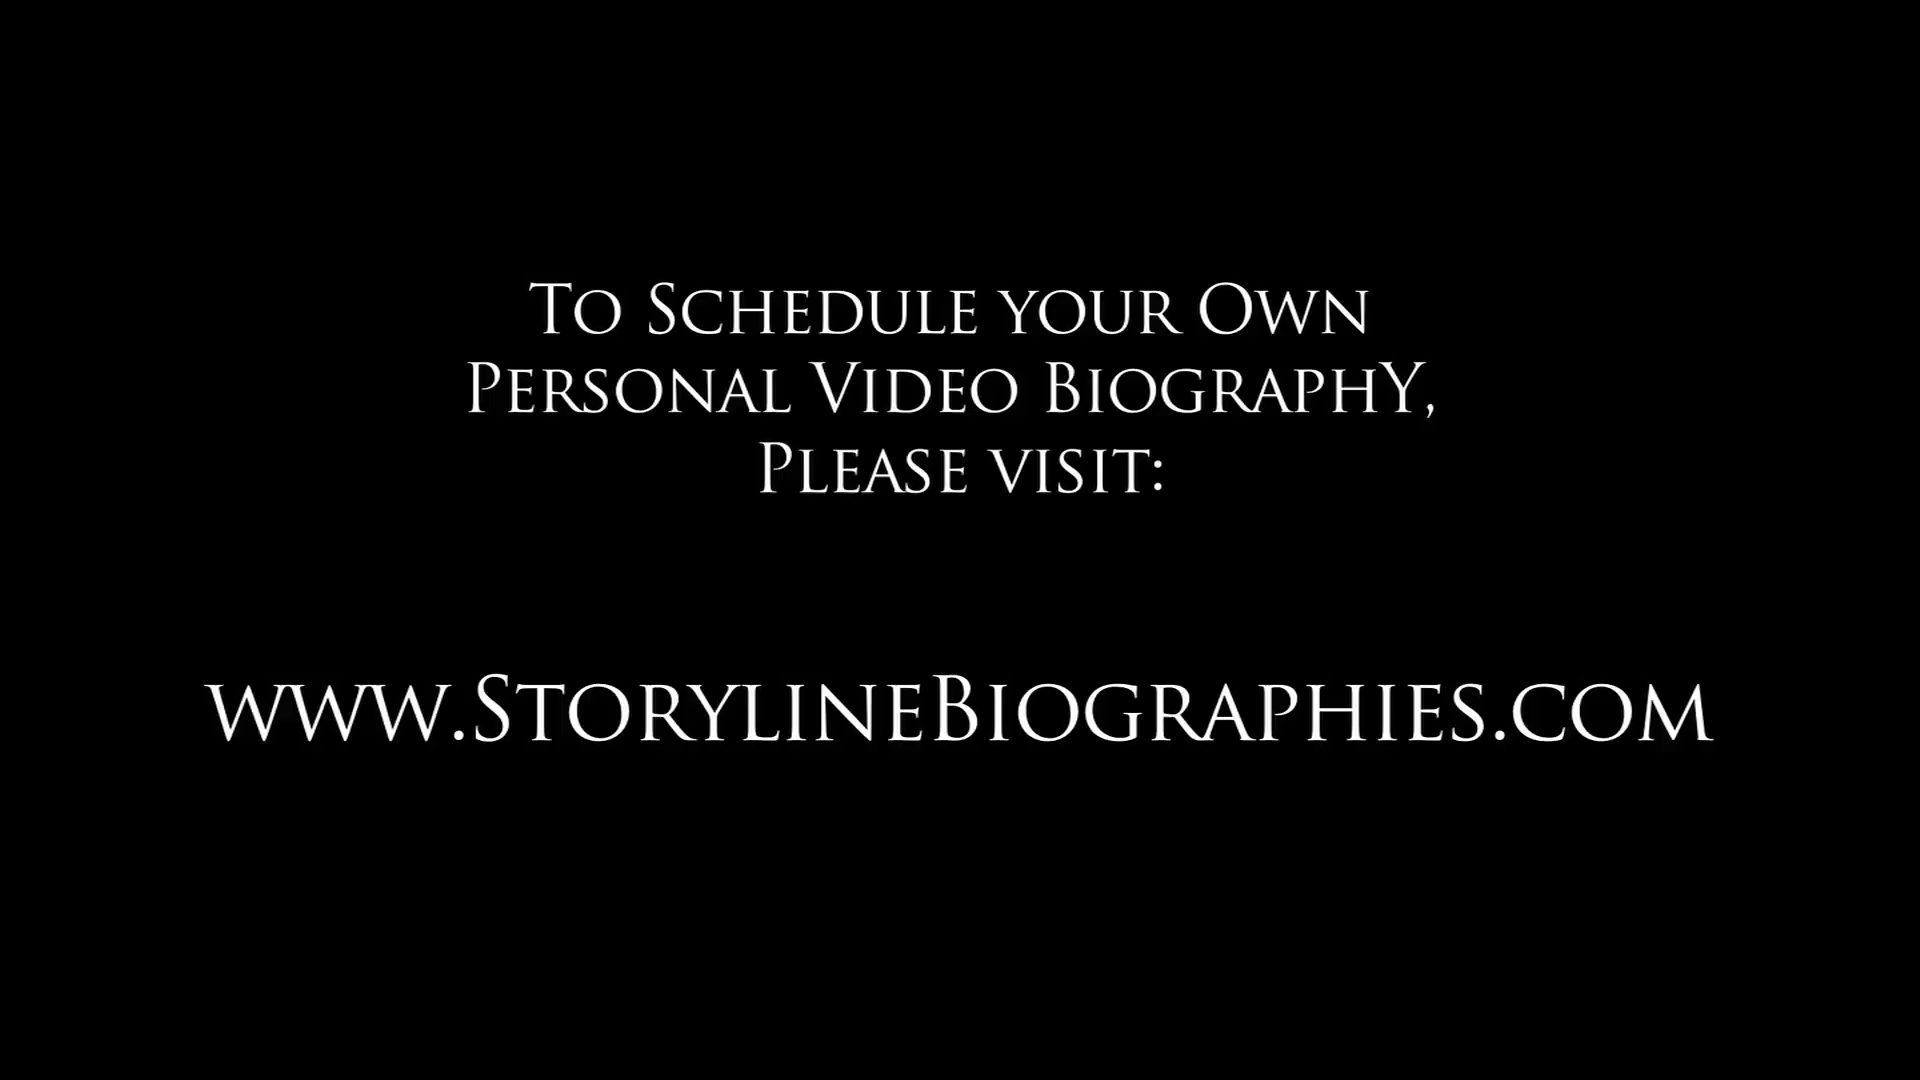 To Schedule your Own
Personal Video BiographY,
Please visit:
www.StorylineBiographies.com